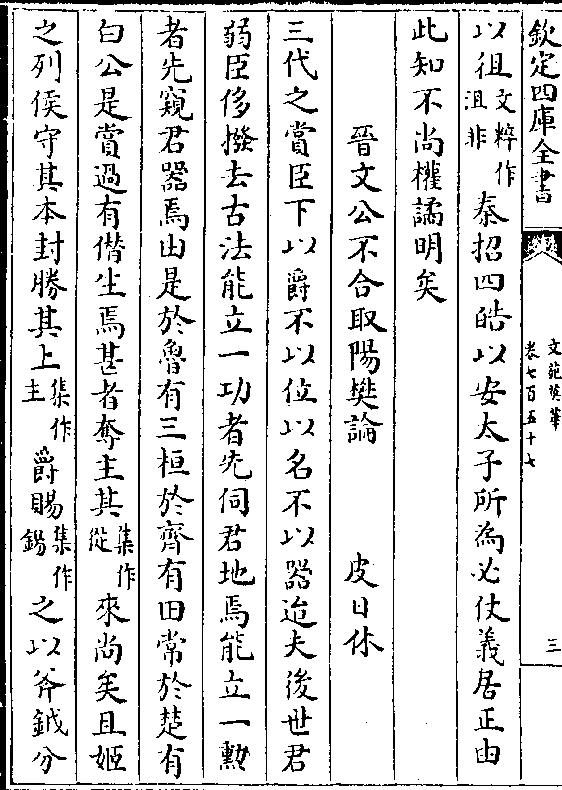 欽定四庫全書
文苑英華
卷七百五十七
三
以徂文粹作沮非秦招四皓以安太子所為必仗義居正由
此知不尚權譎明矣
晉文公不合取陽樊論 皮日休
三代之賞臣下以爵不以位以名不以器迨夫後世君
弱臣侈撥去古法能立一功者先伺君地焉能立一勲
者先窺君器焉由是於魯有三桓於齊有田常於楚有
白公是賞過有僭生焉甚者奪主其集作從來尚矣且姬
之列侯守其本封勝其上集作主爵賜集作錫之以斧鉞分